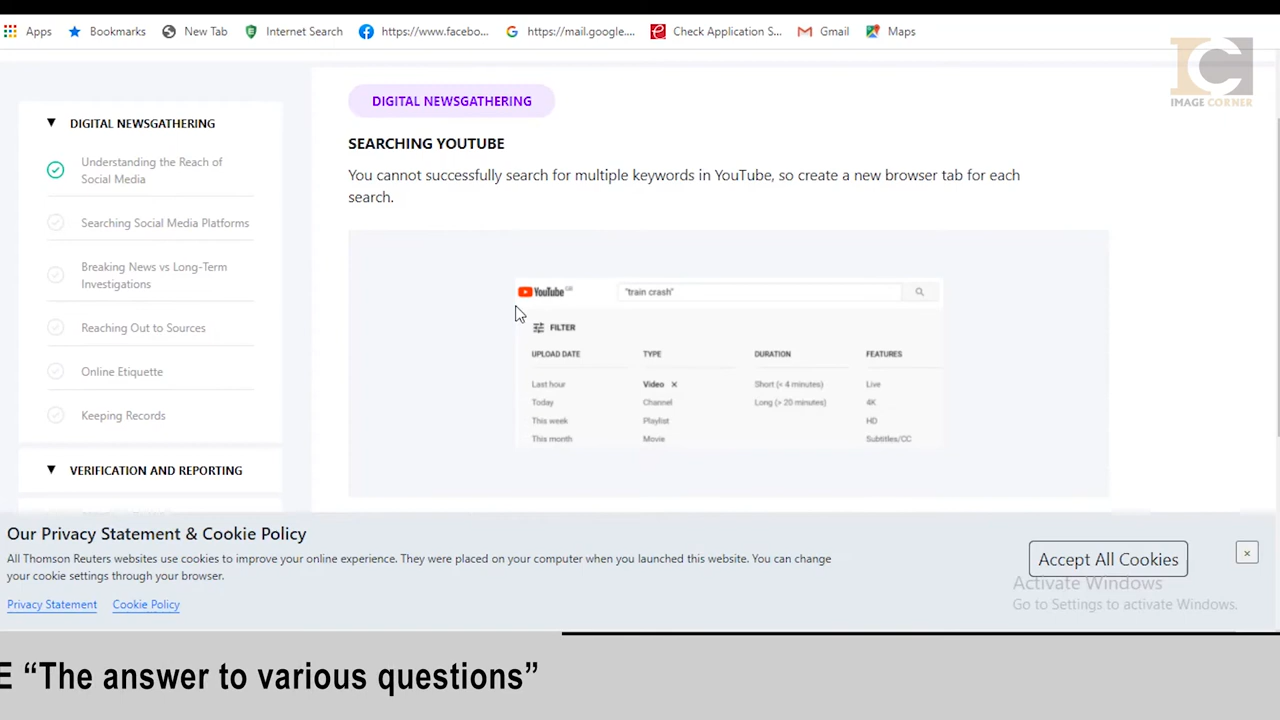 Apps Bookmarks New Tab Internet Search https://www.facebo... https://mail.google.... Check Application S... Gmail Maps
IC
IMAGE CORNER
DIGITAL NEWSGATHERING
Understanding the Reach of
Social Media
Searching Social Media Platforms
Breaking News vs Long-Term
Investigations
Reaching Out to Sources
Online Etiquette
Keeping Records
VERIFICATION AND REPORTING
DIGITAL NEWSGATHERING
SEARCHING YOUTUBE
You cannot successfully search for multiple keywords in YouTube, so create a new browser tab for each
search.
YouTube GB "train crash"
FILTER
UPLOAD DATE TYPE DURATION FEATURES
Last hour Video × Short (< 4 minutes) Live
Today Channel Long (> 20 minutes) 4K
This week Playlist HD
This month Movie Subtitles/CC
Our Privacy Statement & Cookie Policy
All Thomson Reuters websites use cookies to improve your online experience. They were placed on your computer when you launched this website. You can change
your cookie settings through your browser.
Privacy Statement Cookie Policy
Accept All Cookies ×
Activate Windows
Go to Settings to activate Windows.
E “The answer to various questions”